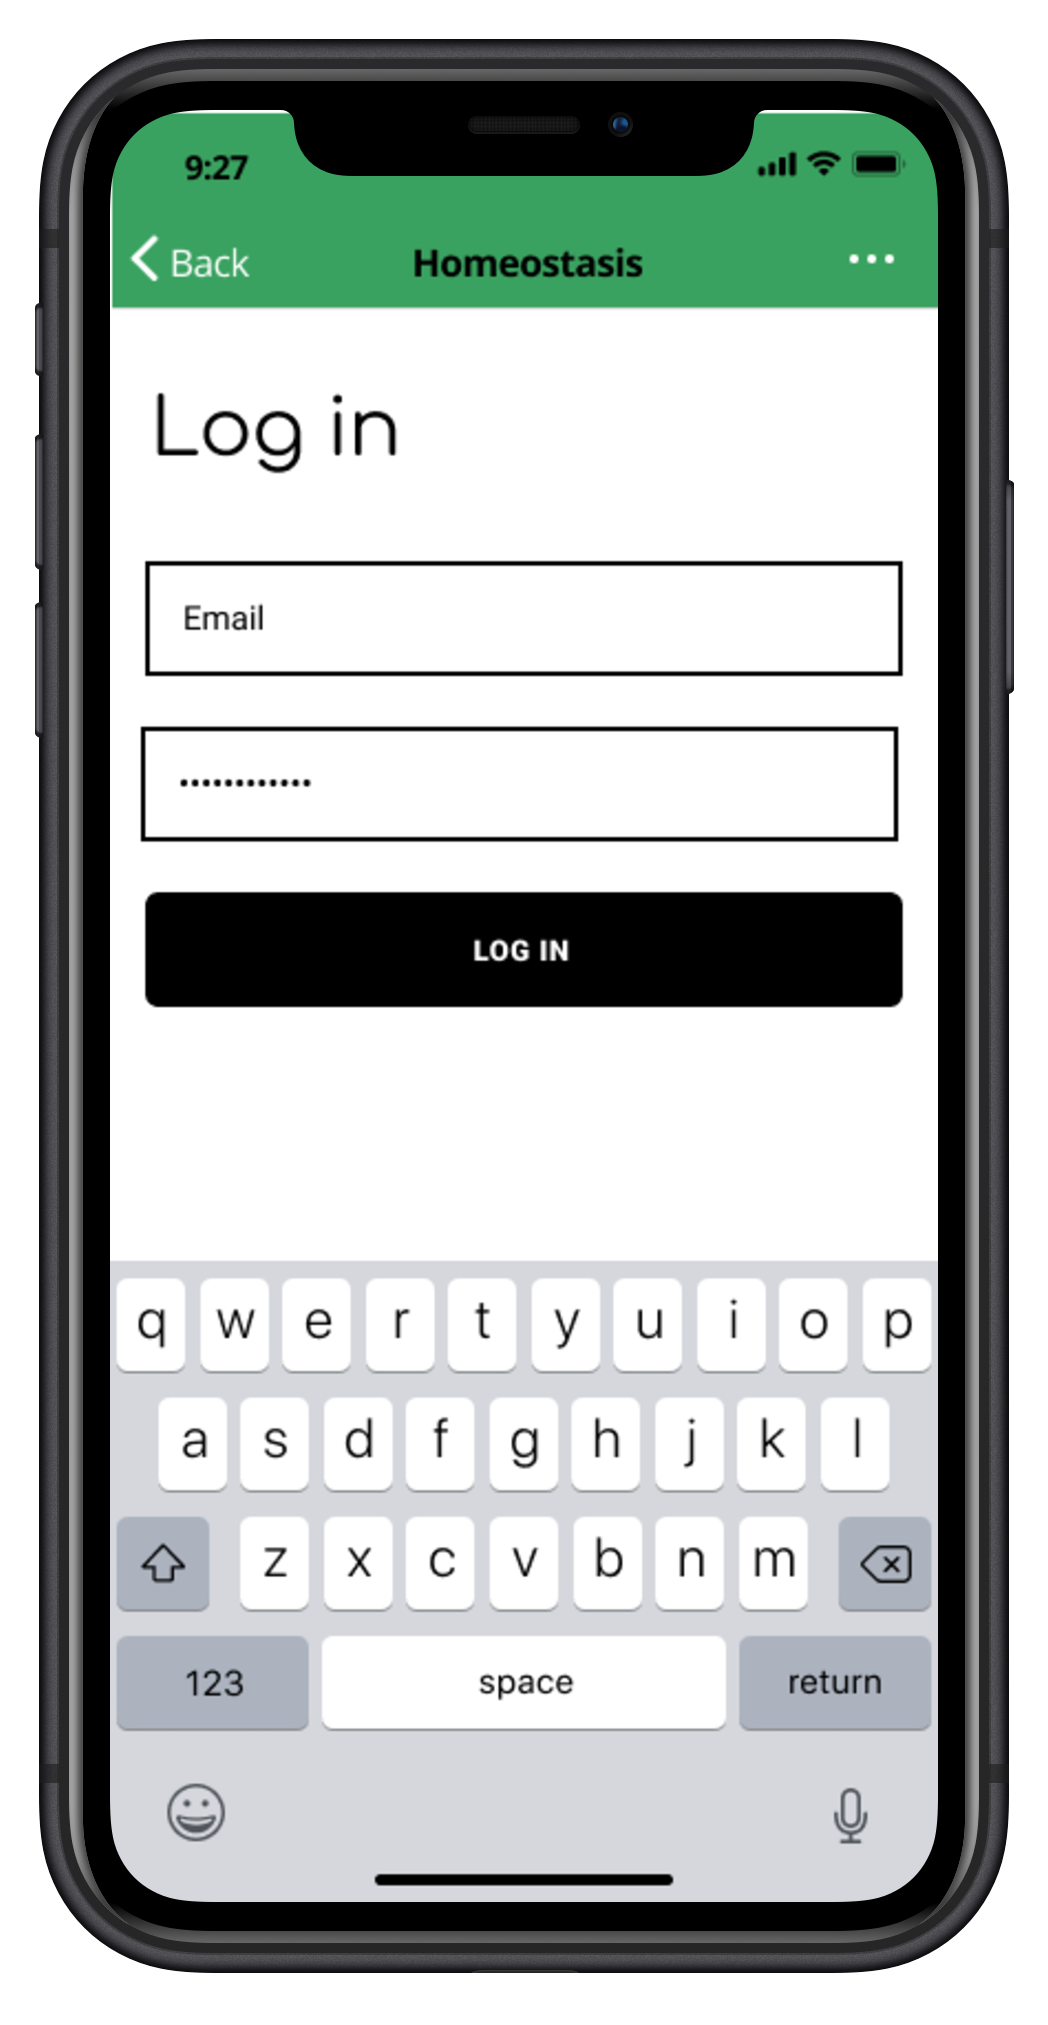 9:27
Back Homeostasis
Log in
Email
••••••••••••
LOG IN
q w e r t y u i o p
a s d f g h j k l
z x c v b n m
123 space return